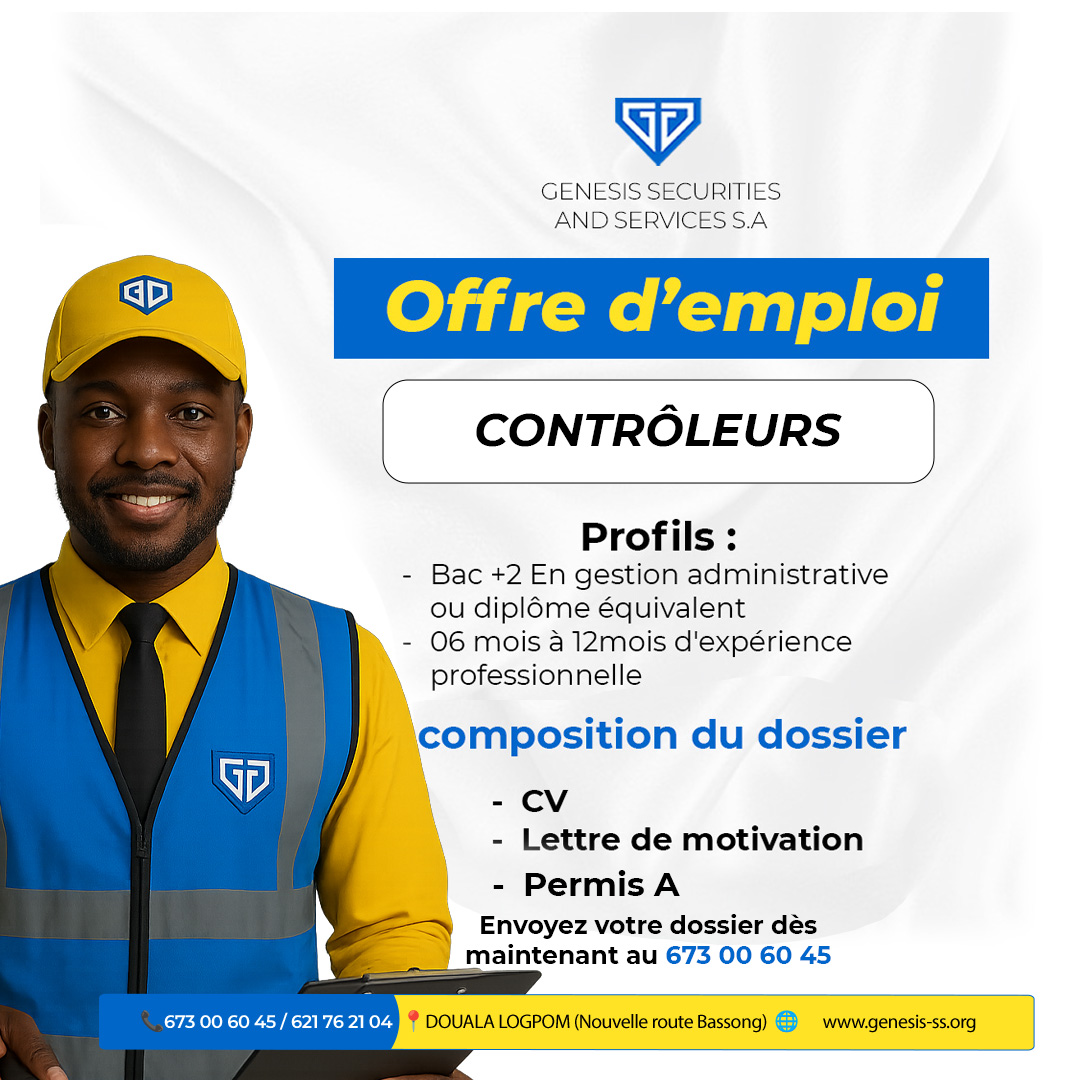 GENESIS SECURITIES
AND SERVICES S.A
Offre d'emploi
CONTRÔLEURS
Profils :
- Bac +2 En gestion administrative
ou diplôme équivalent
- 06 mois à 12mois d'expérience
professionnelle
composition du dossier
- CV
- Lettre de motivation
- Permis A
Envoyez votre dossier dès
maintenant au 673 00 60 45
673 00 60 45 / 621 76 21 04 DOUALA LOGPOM (Nouvelle route Bassong) www.genesis-ss.org